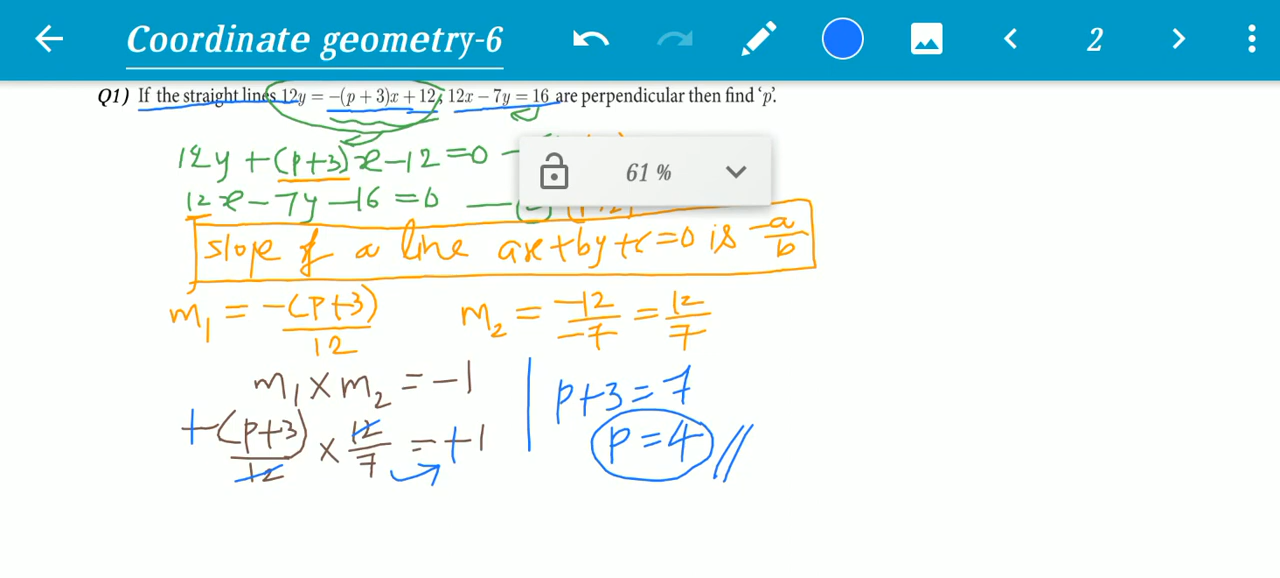 Coordinate geometry-6
2
Q1) If the straight lines 12y = −(p + 3)x + 12, 12x − 7y = 16 are perpendicular then find ‘p’.
61 %
12y + (p+3)x − 12 = 0 —
12x − 7y − 16 = 0 —
slope of a line ax+by+c=0 is -a/b
m₁ = -(p+3)/12 m₂ = -12/-7 = 12/7
m₁ × m₂ = −1
+(p+3)/12 × 12/7 = +1
p+3 = 7
p = 4 //